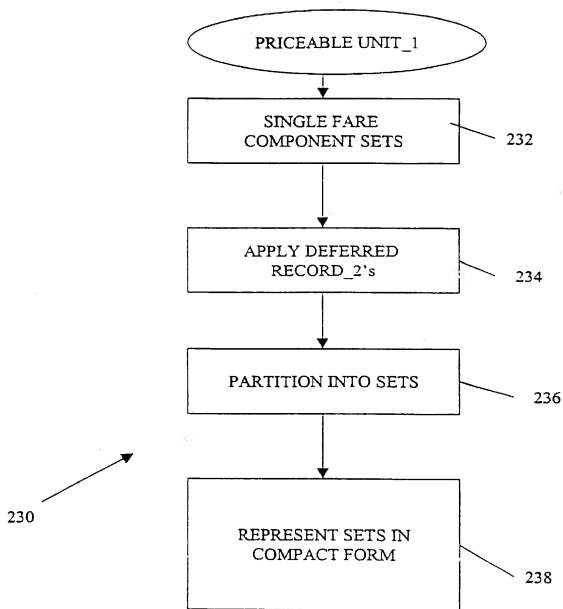 PRICEABLE UNIT_1
SINGLE FARE
COMPONENT SETS
232
APPLY DEFERRED
RECORD_2's
234
PARTITION INTO SETS
236
230
REPRESENT SETS IN
COMPACT FORM
238